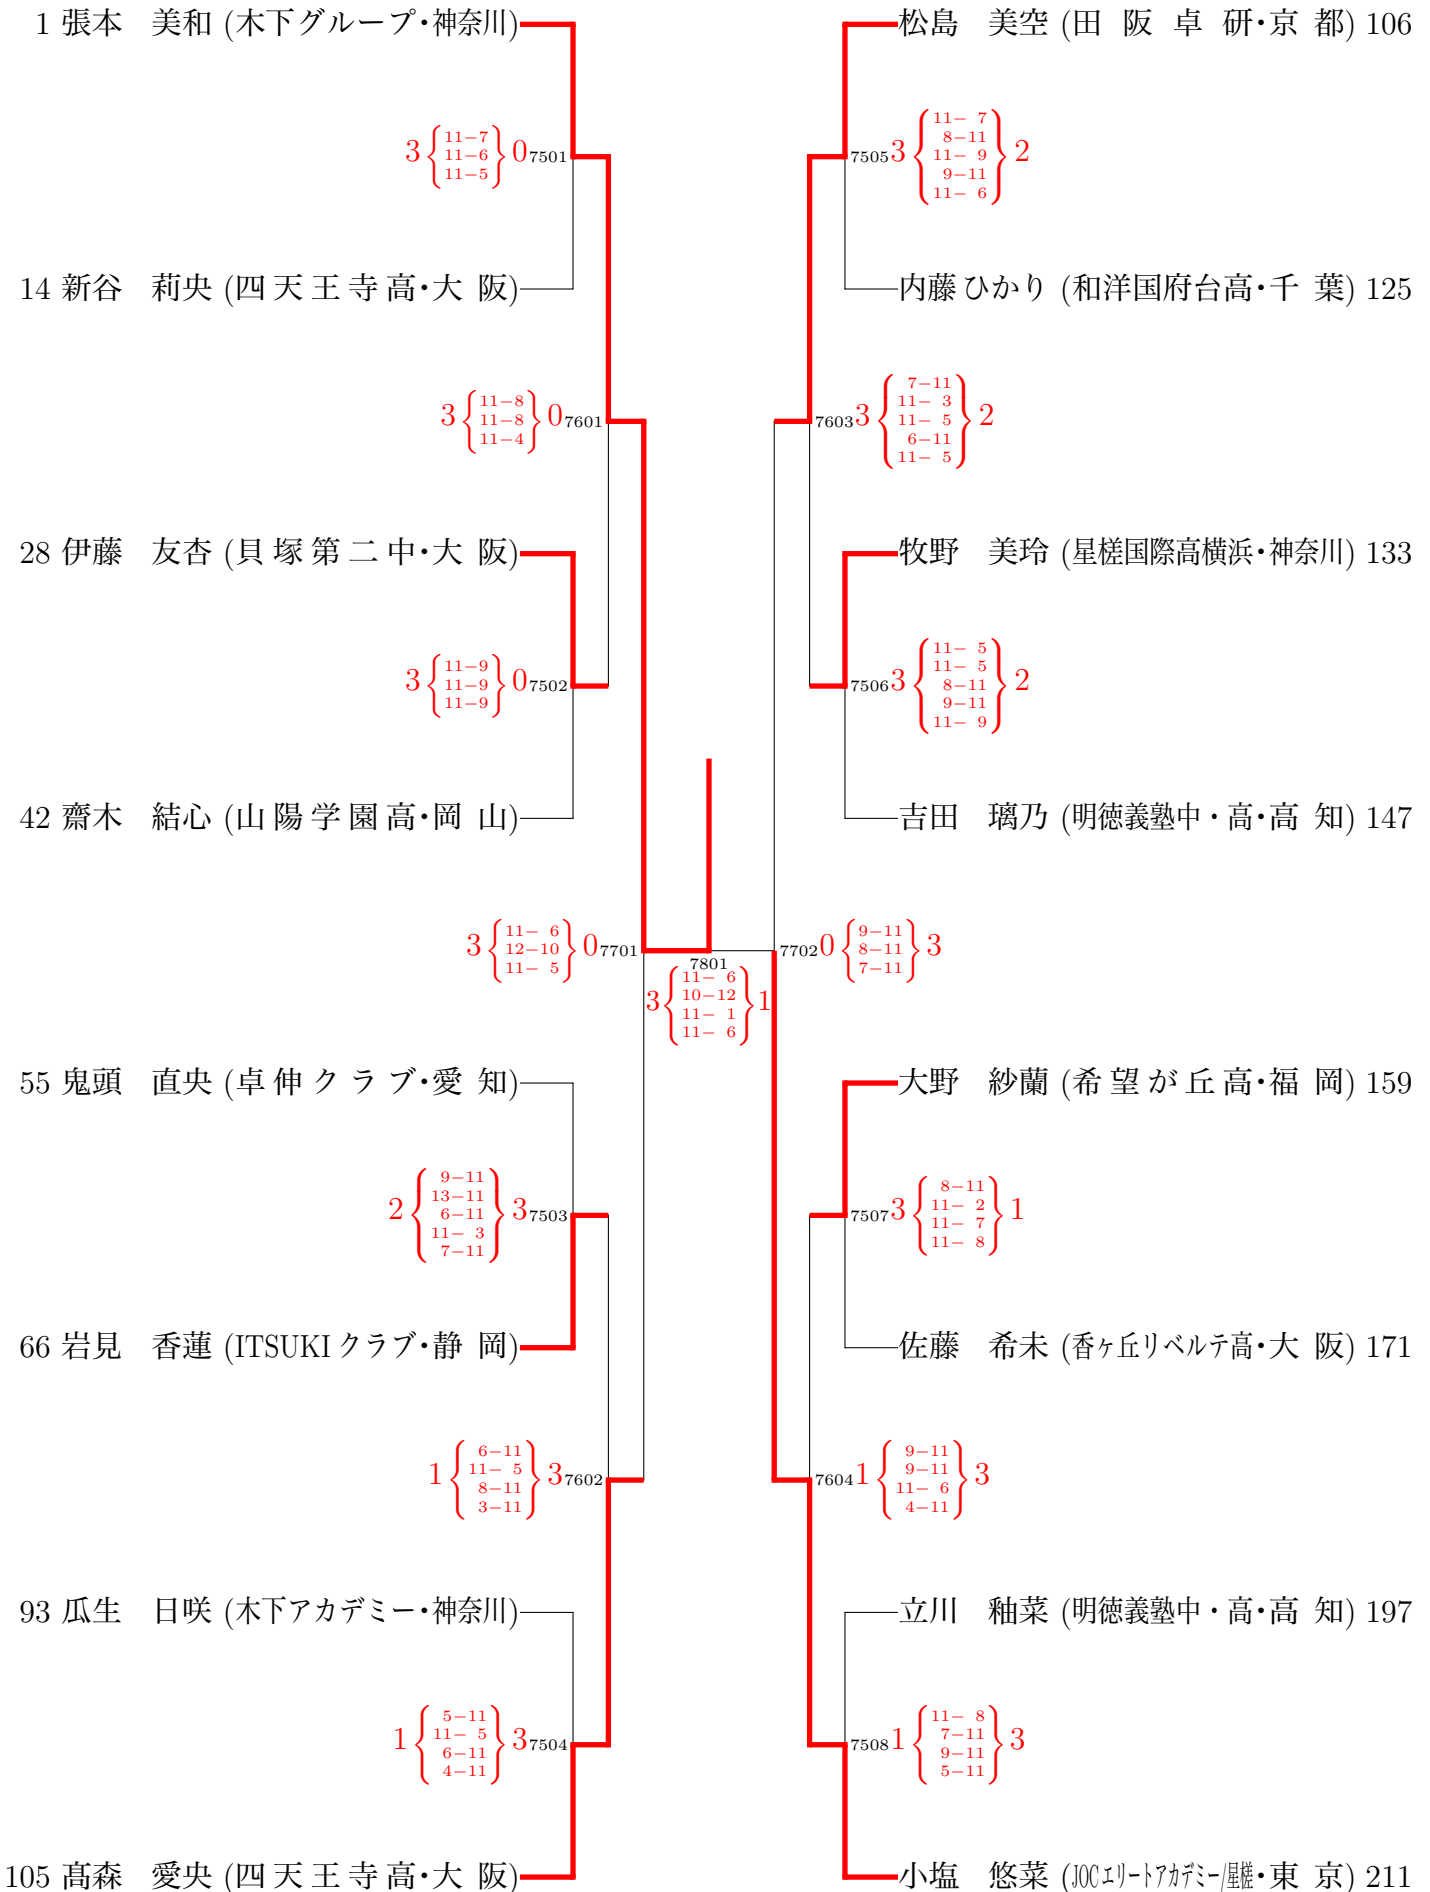 1 張本 美和 (木下グループ・神奈川)
松島 美空 (田阪卓研・京都) 106
3 { 11-7 11-6 11-5 } 0 7501
7505 3 { 11-7 8-11 11-9 9-11 11-6 } 2
14 新谷 莉央 (四天王寺高・大阪)
内藤ひかり (和洋国府台高・千葉) 125
3 { 11-8 11-8 11-4 } 0 7601
7603 3 { 7-11 11-3 11-5 6-11 11-5 } 2
28 伊藤 友杏 (貝塚第二中・大阪)
牧野 美玲 (星槎国際高横浜・神奈川) 133
3 { 11-9 11-9 11-9 } 0 7502
7506 3 { 11-5 11-5 8-11 9-11 11-9 } 2
42 齋木 結心 (山陽学園高・岡山)
吉田 璃乃 (明徳義塾中・高・高知) 147
3 { 11-6 12-10 11-5 } 0 7701
7702 0 { 9-11 8-11 7-11 } 3
7801
3 { 11-6 10-12 11-1 11-6 } 1
55 鬼頭 直央 (卓伸クラブ・愛知)
大野 紗蘭 (希望が丘高・福岡) 159
2 { 9-11 13-11 6-11 11-3 7-11 } 3 7503
7507 3 { 8-11 11-2 11-7 11-8 } 1
66 岩見 香蓮 (ITSUKIクラブ・静岡)
佐藤 希未 (香ヶ丘リベルテ高・大阪) 171
1 { 6-11 11-5 8-11 3-11 } 3 7602
7604 1 { 9-11 9-11 11-6 4-11 } 3
93 瓜生 日咲 (木下アカデミー・神奈川)
立川 釉菜 (明徳義塾中・高・高知) 197
1 { 5-11 11-5 6-11 4-11 } 3 7504
7508 1 { 11-8 7-11 9-11 5-11 } 3
105 髙森 愛央 (四天王寺高・大阪)
小塩 悠菜 (JOCエリートアカデミー/星槎・東京) 211